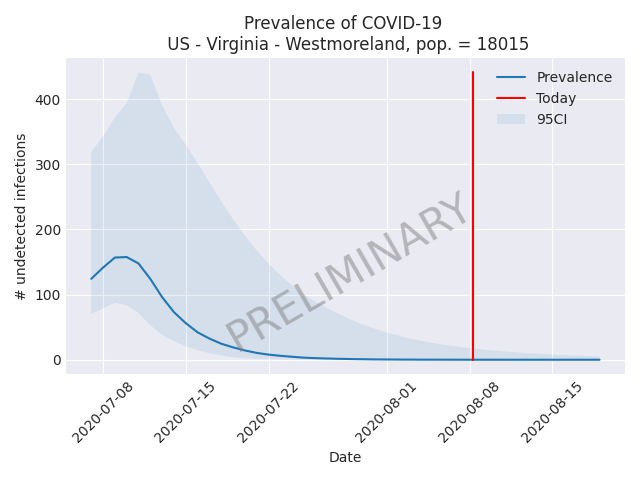 Prevalence of COVID-19
US - Virginia - Westmoreland, pop. = 18015
# undetected infections
400
300
200
100
0
Prevalence
Today
95CI
PRELIMINARY
2020-07-08
2020-07-15
2020-07-22
2020-08-01
2020-08-08
2020-08-15
Date